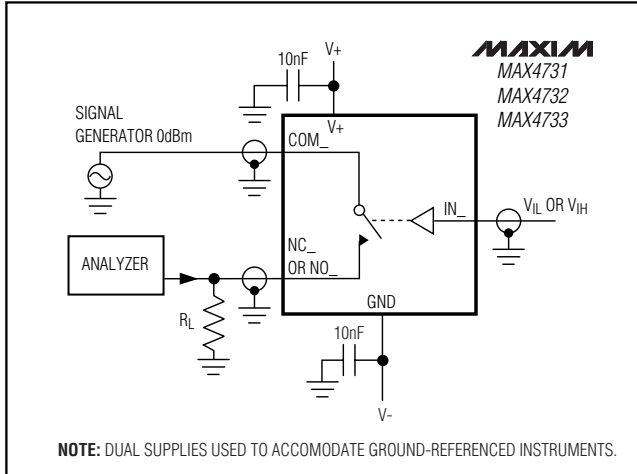 MAXIM
MAX4731
MAX4732
MAX4733
V+
10nF
V+
SIGNAL
GENERATOR 0dBm
COM_
IN_
VIL OR VIH
NC_
OR NO_
ANALYZER
RL
GND
10nF
V-
NOTE: DUAL SUPPLIES USED TO ACCOMODATE GROUND-REFERENCED INSTRUMENTS.